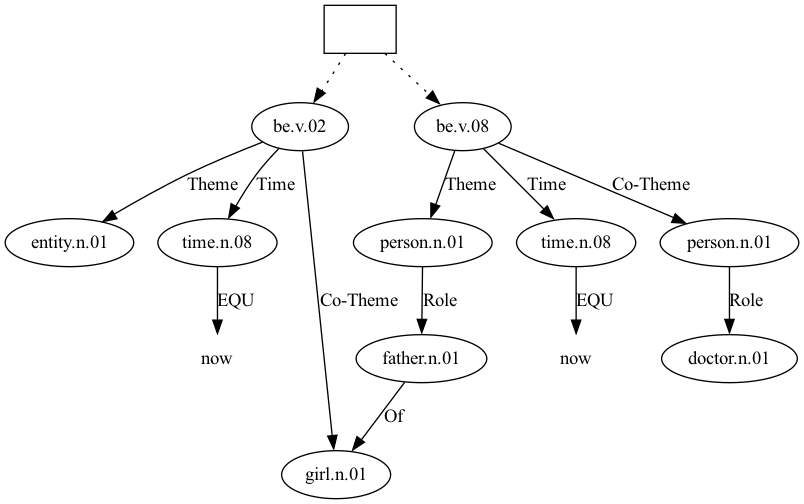 be.v.02 be.v.08
Theme Time Theme Time Co-Theme
entity.n.01 time.n.08 person.n.01 time.n.08 person.n.01
EQU Co-Theme Role EQU Role
now father.n.01 now doctor.n.01
Of
girl.n.01